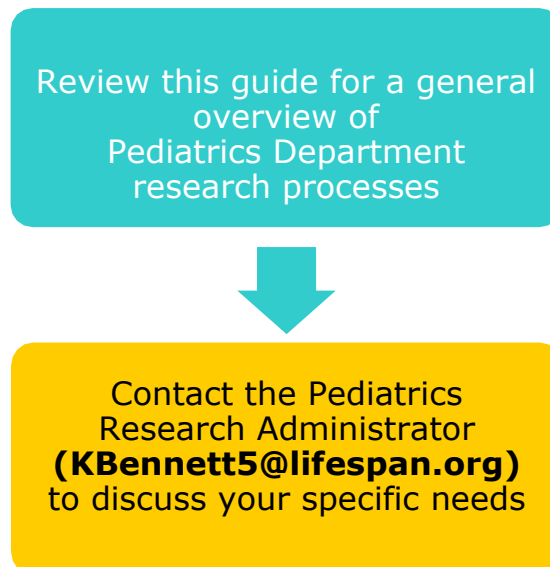 Review this guide for a general
overview of
Pediatrics Department
research processes
Contact the Pediatrics
Research Administrator
(KBennett5@lifespan.org)
to discuss your specific needs